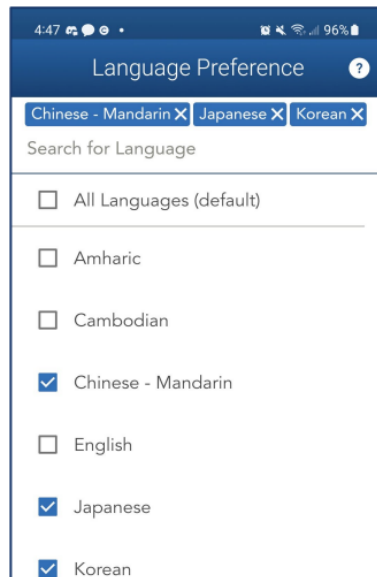 4:47 96%
Language Preference ?
Chinese - Mandarin X Japanese X Korean X
Search for Language
All Languages (default)
Amharic
Cambodian
Chinese - Mandarin
English
Japanese
Korean